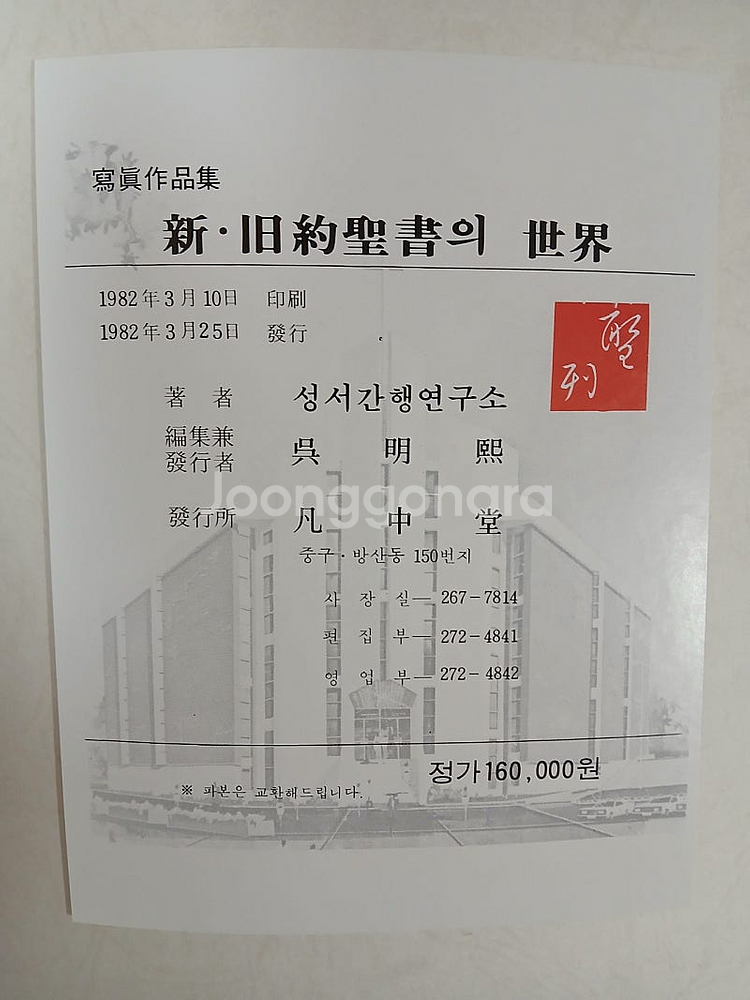 寫眞作品集
新·旧約聖書의 世界
1982年 3月 10日 印刷
1982年 3月 25日 發行
聖刊
著者 성서간행연구소
編集兼
發行者 吳明熙
Joonggonara
發行所 凡中堂
中구·방산동 150번지
사장실— 267-7814
편집부— 272-4841
영업부— 272-4842
정가160,000원
※ 파본은 교환해드립니다.